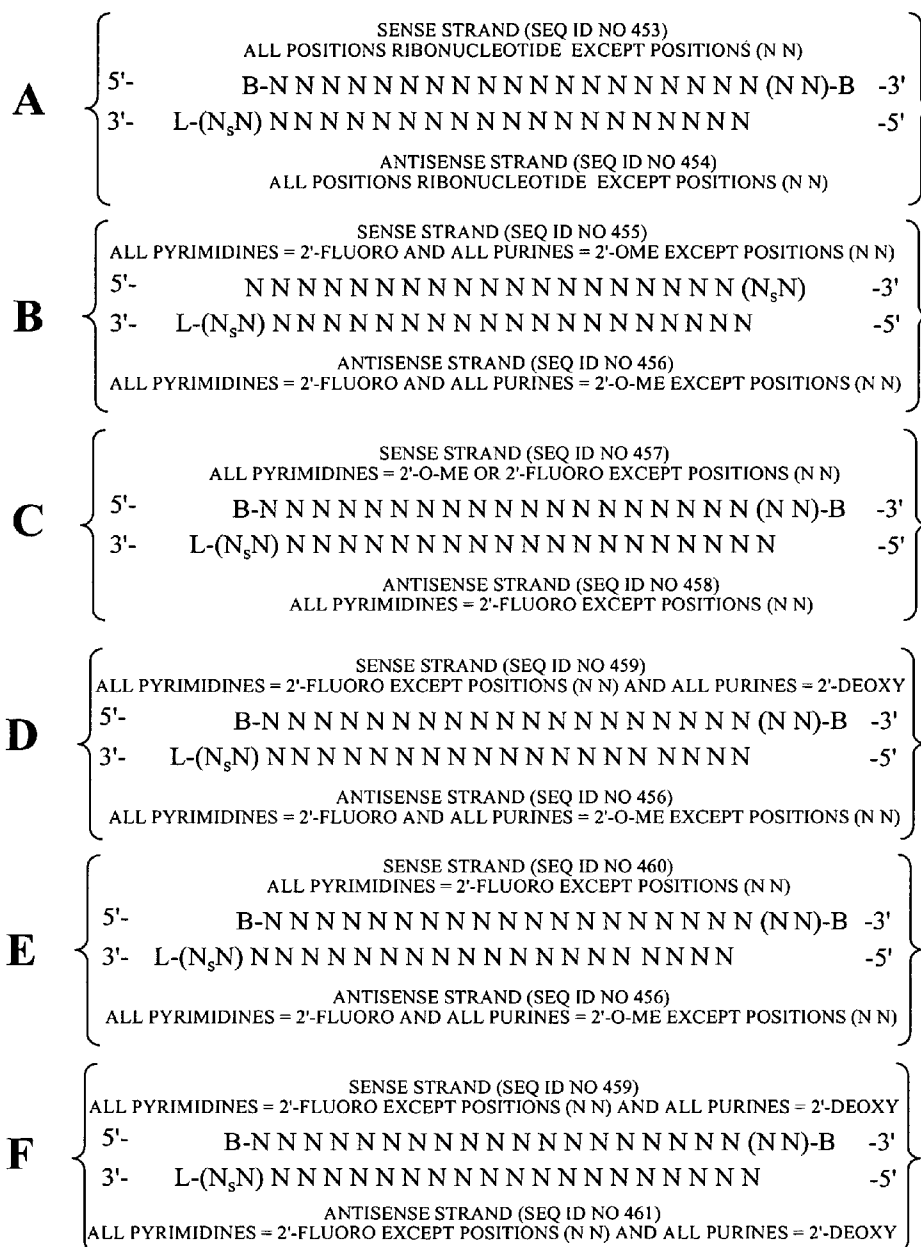 SENSE STRAND (SEQ ID NO 453)
ALL POSITIONS RIBONUCLEOTIDE EXCEPT POSITIONS (N N)
A
5'- B-N N N N N N N N N N N N N N N N N N N (N N)-B -3'
3'- L-(NsN) N N N N N N N N N N N N N N N N N N N -5'
ANTISENSE STRAND (SEQ ID NO 454)
ALL POSITIONS RIBONUCLEOTIDE EXCEPT POSITIONS (N N)
SENSE STRAND (SEQ ID NO 455)
ALL PYRIMIDINES = 2'-FLUORO AND ALL PURINES = 2'-OME EXCEPT POSITIONS (N N)
B
5'- N N N N N N N N N N N N N N N N N N N (NsN) -3'
3'- L-(NsN) N N N N N N N N N N N N N N N N N N N -5'
ANTISENSE STRAND (SEQ ID NO 456)
ALL PYRIMIDINES = 2'-FLUORO AND ALL PURINES = 2'-O-ME EXCEPT POSITIONS (N N)
SENSE STRAND (SEQ ID NO 457)
ALL PYRIMIDINES = 2'-O-ME OR 2'-FLUORO EXCEPT POSITIONS (N N)
C
5'- B-N N N N N N N N N N N N N N N N N N N (N N)-B -3'
3'- L-(NsN) N N N N N N N N N N N N N N N N N N N -5'
ANTISENSE STRAND (SEQ ID NO 458)
ALL PYRIMIDINES = 2'-FLUORO EXCEPT POSITIONS (N N)
SENSE STRAND (SEQ ID NO 459)
ALL PYRIMIDINES = 2'-FLUORO EXCEPT POSITIONS (N N) AND ALL PURINES = 2'-DEOXY
D
5'- B-N N N N N N N N N N N N N N N N N N N (N N)-B -3'
3'- L-(NsN) N N N N N N N N N N N N N N N N N N N -5'
ANTISENSE STRAND (SEQ ID NO 456)
ALL PYRIMIDINES = 2'-FLUORO AND ALL PURINES = 2'-O-ME EXCEPT POSITIONS (N N)
SENSE STRAND (SEQ ID NO 460)
ALL PYRIMIDINES = 2'-FLUORO EXCEPT POSITIONS (N N)
E
5'- B-N N N N N N N N N N N N N N N N N N N (N N)-B -3'
3'- L-(NsN) N N N N N N N N N N N N N N N N N N N -5'
ANTISENSE STRAND (SEQ ID NO 456)
ALL PYRIMIDINES = 2'-FLUORO AND ALL PURINES = 2'-O-ME EXCEPT POSITIONS (N N)
SENSE STRAND (SEQ ID NO 459)
ALL PYRIMIDINES = 2'-FLUORO EXCEPT POSITIONS (N N) AND ALL PURINES = 2'-DEOXY
F
5'- B-N N N N N N N N N N N N N N N N N N N (N N)-B -3'
3'- L-(NsN) N N N N N N N N N N N N N N N N N N N -5'
ANTISENSE STRAND (SEQ ID NO 461)
ALL PYRIMIDINES = 2'-FLUORO EXCEPT POSITIONS (N N) AND ALL PURINES = 2'-DEOXY